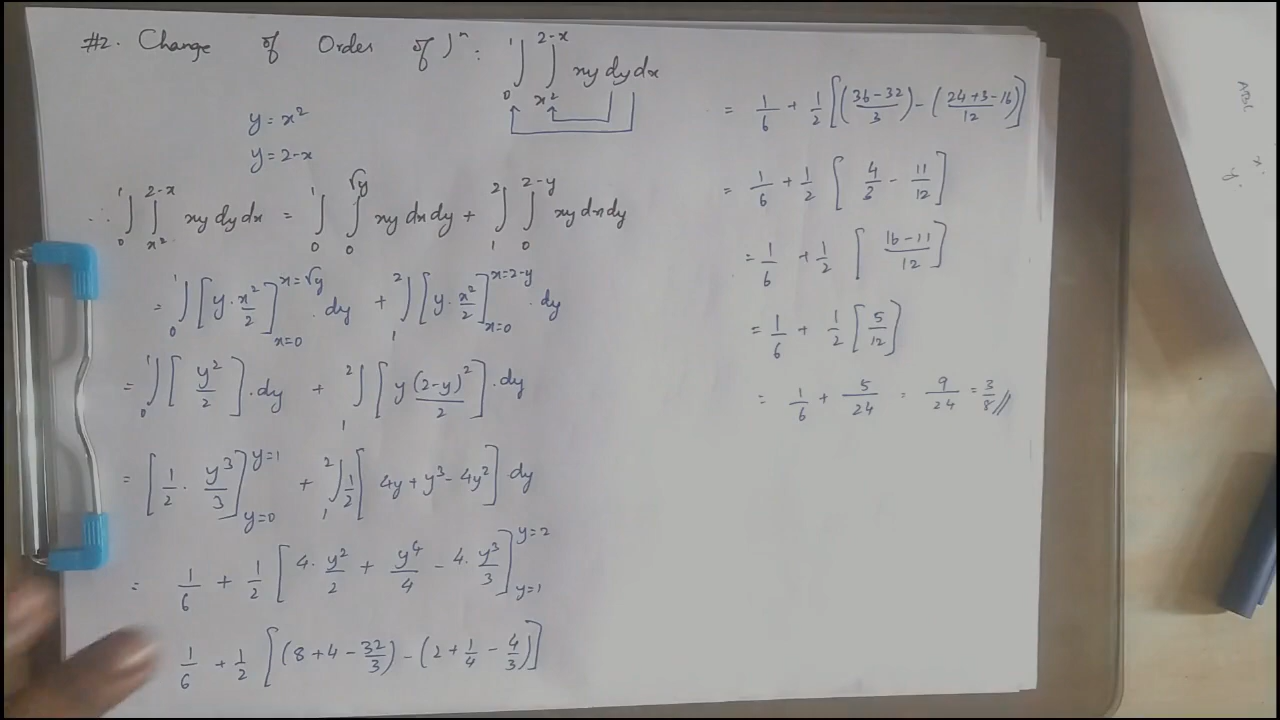 #2. Change of Order of ∫ⁿ: ∫₀¹ ∫_{x²}^{2-x} xy dy dx
y = x²
y = 2-x
∴ ∫₀¹ ∫_{x²}^{2-x} xy dy dx = ∫₀¹ ∫₀^{√y} xy dx dy + ∫₁² ∫₀^{2-y} xy dx dy
= ∫₀¹ [y · x²/2]_{x=0}^{x=√y} · dy + ∫₁² [y · x²/2]_{x=0}^{x=2-y} · dy
= ∫₀¹ [y²/2] · dy + ∫₁² [y(2-y)²/2] · dy
= [1/2 · y³/3]_{y=0}^{y=1} + ∫₁² 1/2 [4y + y³ - 4y²] dy
= 1/6 + 1/2 [4 · y²/2 + y⁴/4 - 4 · y³/3]_{y=1}^{y=2}
1/6 + 1/2 [(8 + 4 - 32/3) - (2 + 1/4 - 4/3)]
= 1/6 + 1/2 [((36-32)/3) - ((24+3-16)/12)]
= 1/6 + 1/2 [4/3 - 11/12]
= 1/6 + 1/2 [(16-11)/12]
= 1/6 + 1/2 [5/12]
= 1/6 + 5/24 = 9/24 = 3/8 //